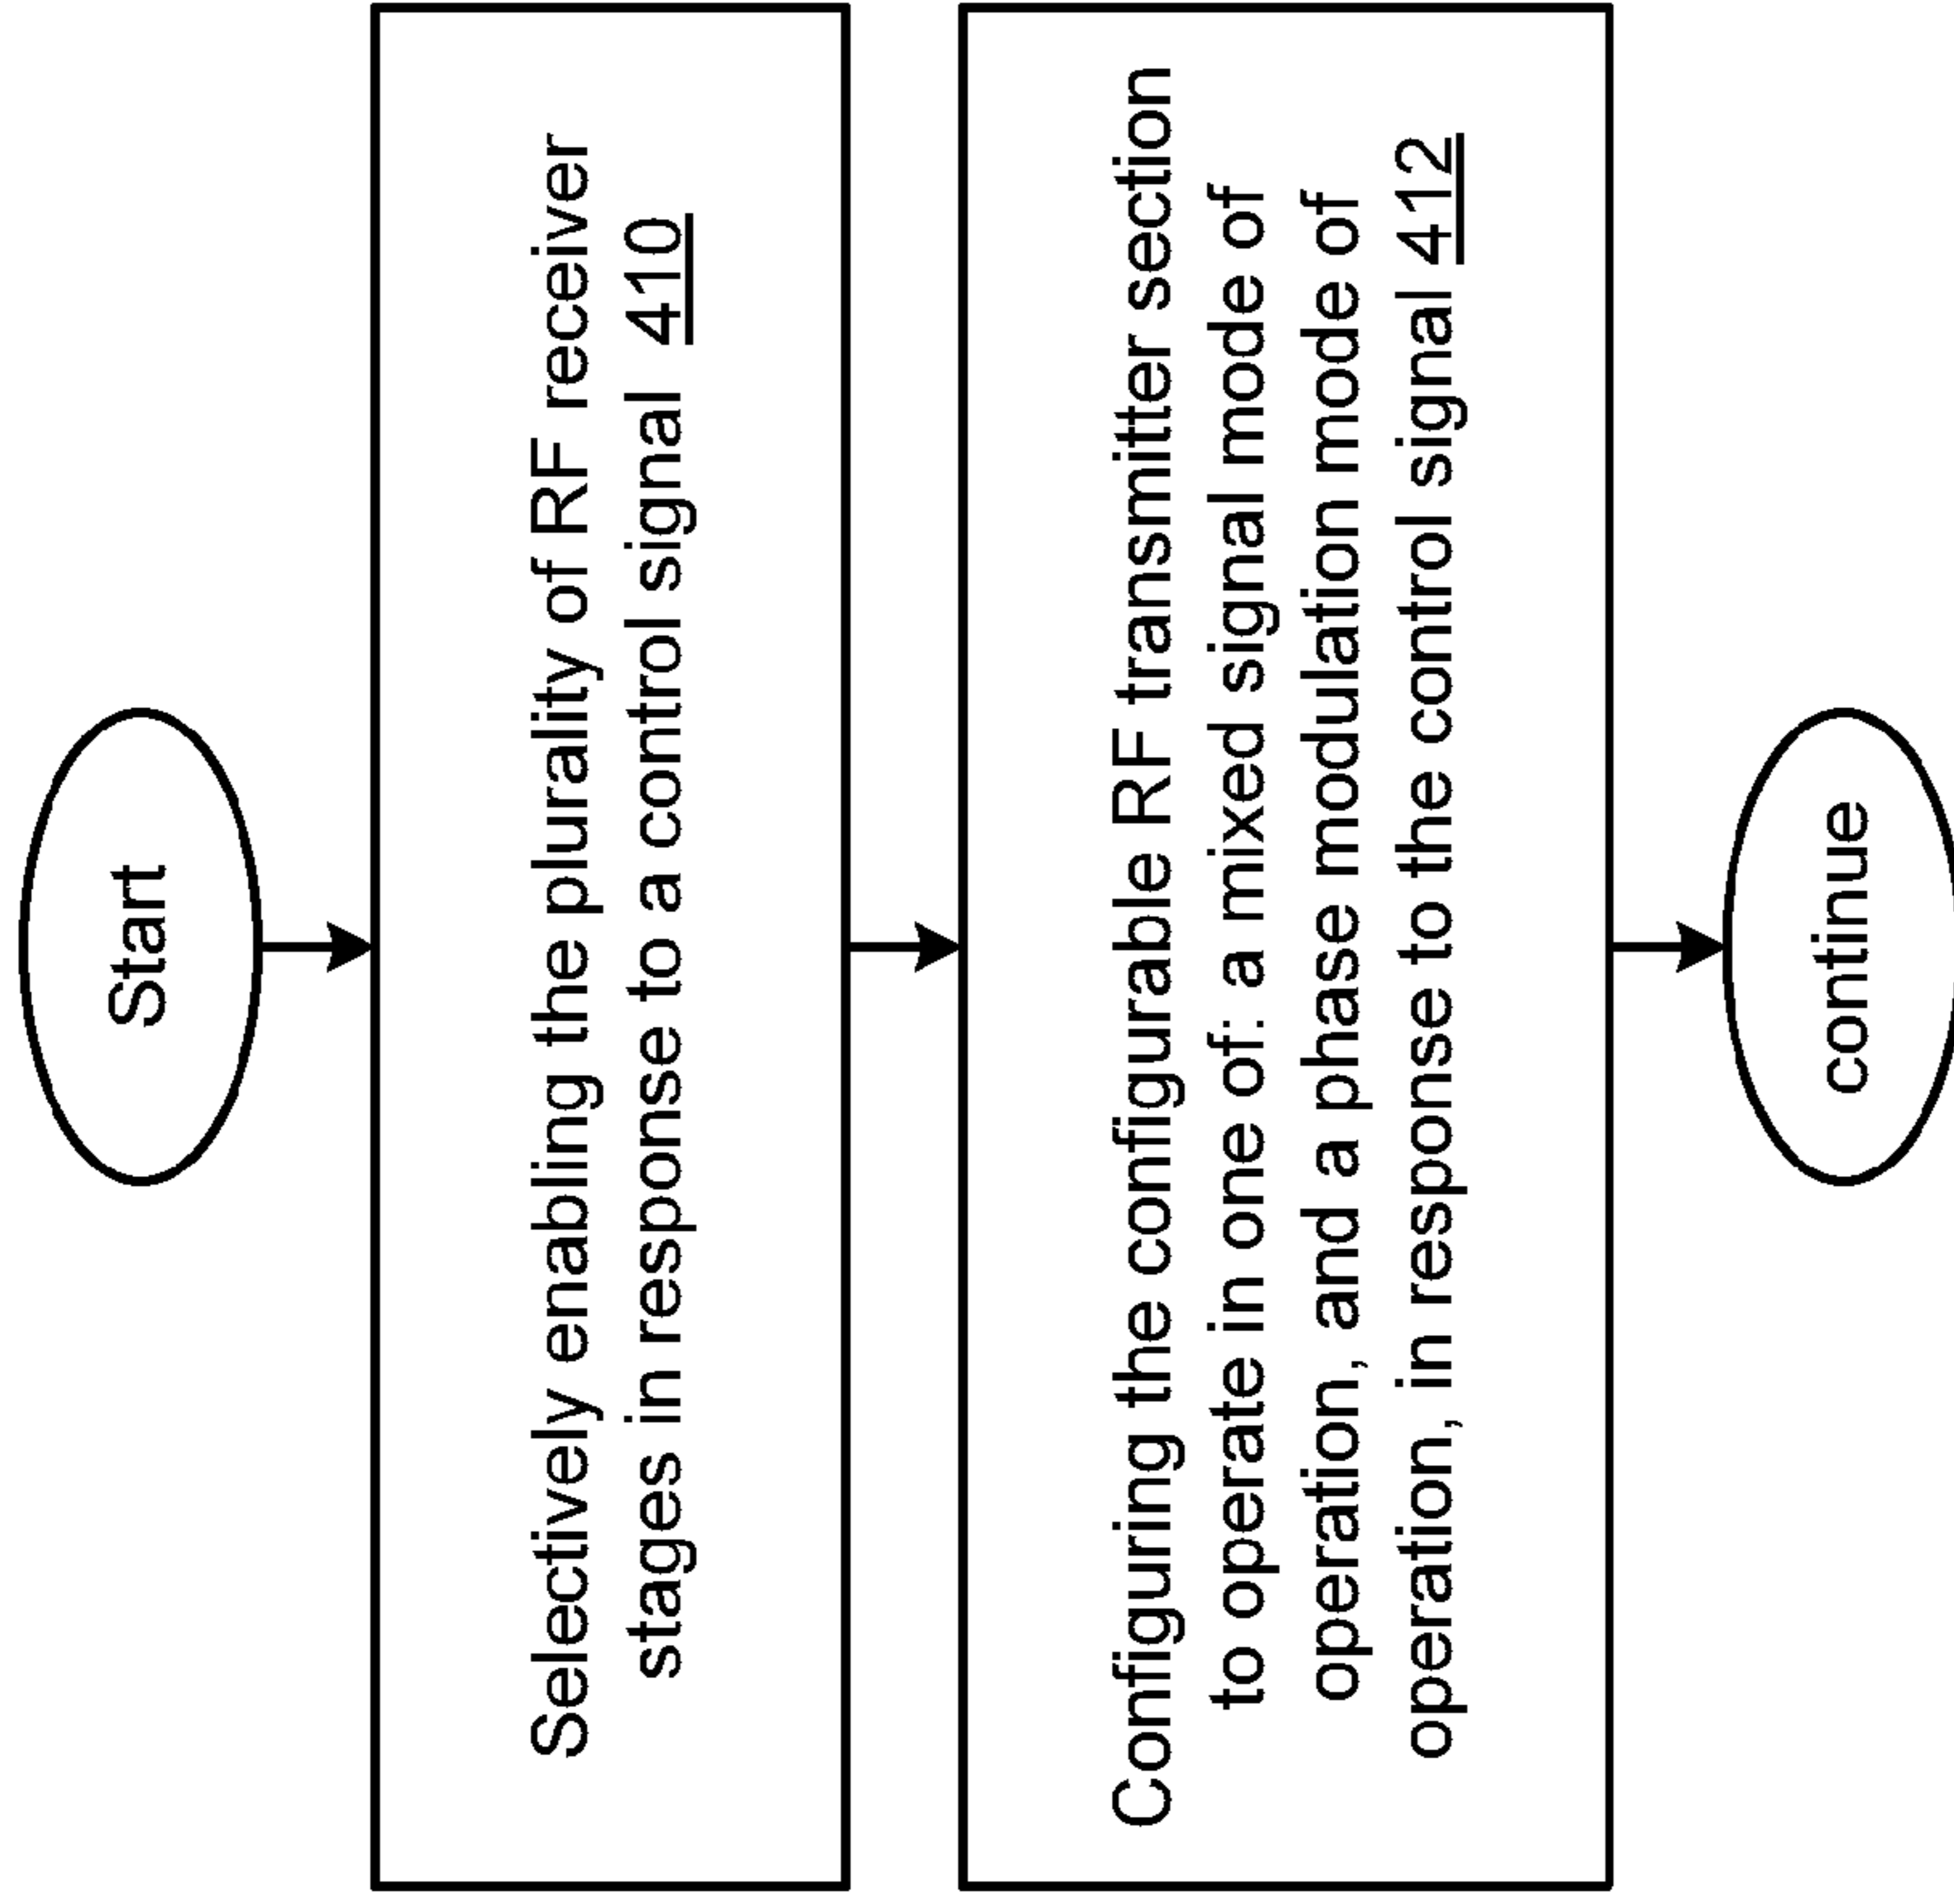 Start
Selectively enabling the plurality of RF receiver
stages in response to a control signal 410
Configuring the configurable RF transmitter section
to operate in one of: a mixed signal mode of
operation, and a phase modulation mode of
operation, in response to the control signal 412
continue